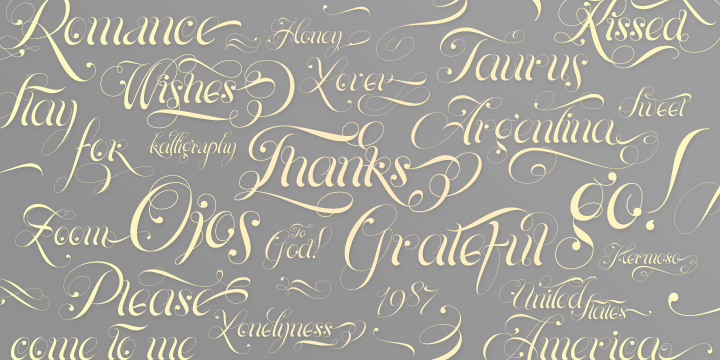 Romance
Honey
Kissed
Wishes
Lover
Taurus
Stay
for
kalligraphy
Thanks
Argentina
Sweet
go!
Zoom
Ojos
To
God!
Grateful
Hermoso
Please
1987
United
States
Loneliness
come to me
America